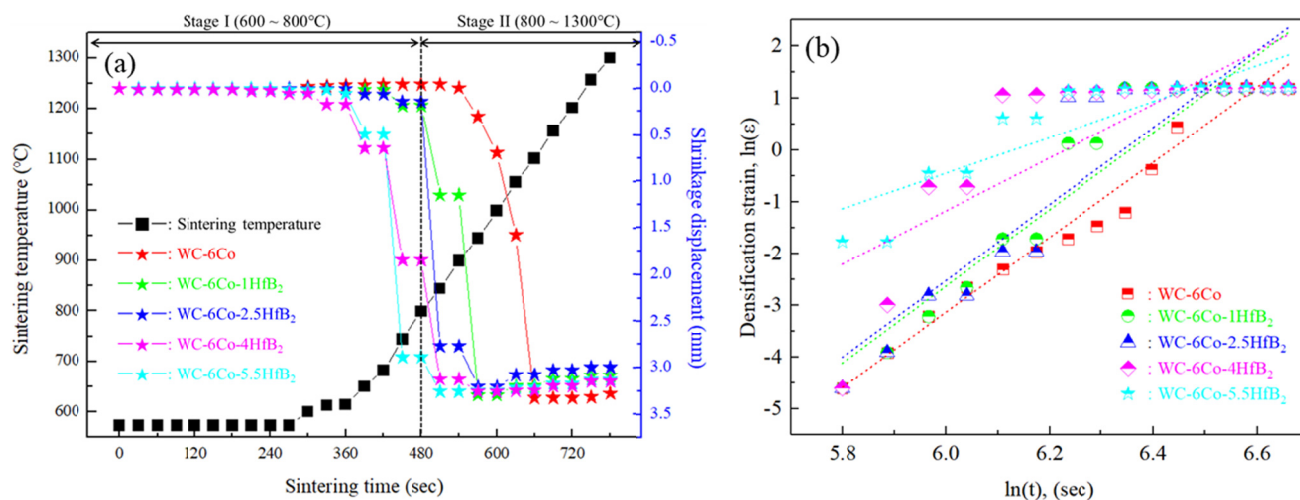 Stage I (600 ~ 800°C)
Stage II (800 ~ 1300°C)
(a)
1300
1200
1100
1000
900
800
700
600
Sintering temperature (℃)
-0.5
0.0
0.5
1.0
1.5
2.0
2.5
3.0
3.5
Shrinkage displacement (mm)
: Sintering temperature
: WC-6Co
: WC-6Co-1HfB₂
: WC-6Co-2.5HfB₂
: WC-6Co-4HfB₂
: WC-6Co-5.5HfB₂
0 120 240 360 480 600 720
Sintering time (sec)
(b)
2
1
0
-1
-2
-3
-4
-5
Densification strain, ln(ε)
: WC-6Co
: WC-6Co-1HfB₂
: WC-6Co-2.5HfB₂
: WC-6Co-4HfB₂
: WC-6Co-5.5HfB₂
5.8 6.0 6.2 6.4 6.6
ln(t), (sec)